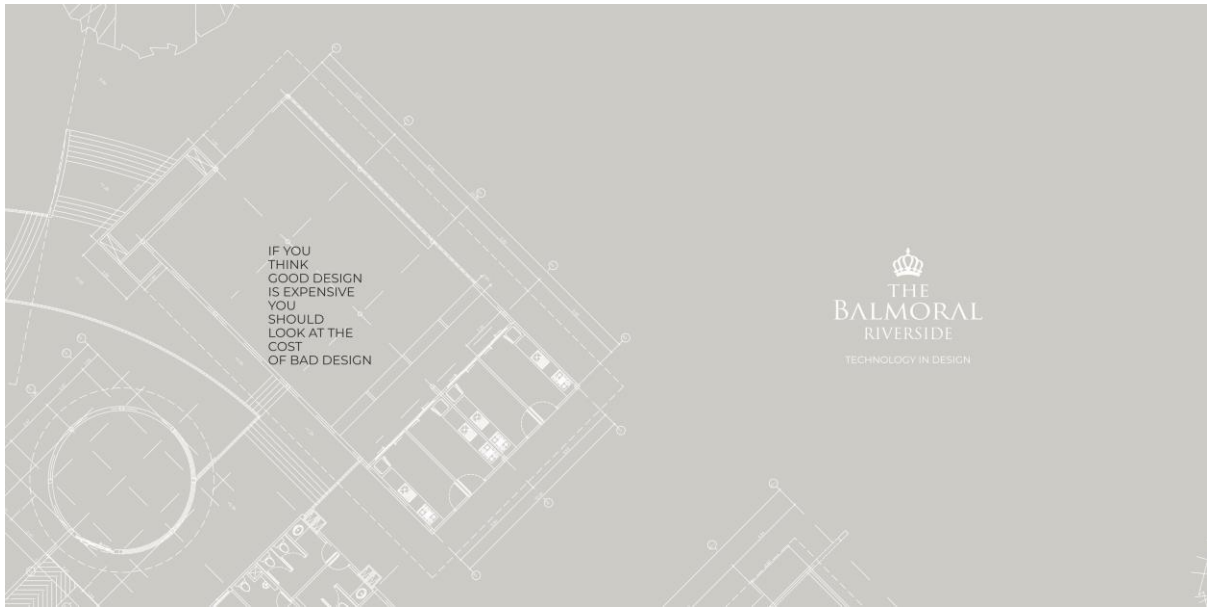 IF YOU
THINK
GOOD DESIGN
IS EXPENSIVE
YOU
SHOULD
LOOK AT THE
COST
OF BAD DESIGN
THE
BALMORAL
RIVERSIDE
TECHNOLOGY IN DESIGN